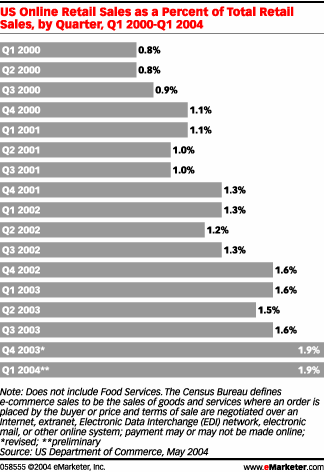 US Online Retail Sales as a Percent of Total Retail
Sales, by Quarter, Q1 2000-Q1 2004
Q1 2000 0.8%
Q2 2000 0.8%
Q3 2000 0.9%
Q4 2000 1.1%
Q1 2001 1.1%
Q2 2001 1.0%
Q3 2001 1.0%
Q4 2001 1.3%
Q1 2002 1.3%
Q2 2002 1.2%
Q3 2002 1.3%
Q4 2002 1.6%
Q1 2003 1.6%
Q2 2003 1.5%
Q3 2003 1.6%
Q4 2003* 1.9%
Q1 2004** 1.9%
Note: Does not include Food Services. The Census Bureau defines
e-commerce sales to be the sales of goods and services where an order is
placed by the buyer or price and terms of sale are negotiated over an
Internet, extranet, Electronic Data Interchange (EDI) network, electronic
mail, or other online system; payment may or may not be made online;
*revised; **preliminary
Source: US Department of Commerce, May 2004
058555 ©2004 eMarketer, Inc. www.eMarketer.com